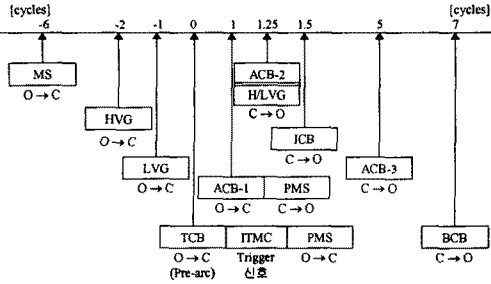 [cycles] [cycles]
-6 -2 -1 0 1 1.25 1.5 5 7
MS ACB-2
O → C H/LVG
HVG C → O
O → C ICB
LVG C → O ACB-3
O → C ACB-1 PMS C → O
O → C C → O
TCB ITMC PMS BCB
O → C Trigger O → C C → O
(Pre-arc) 신호